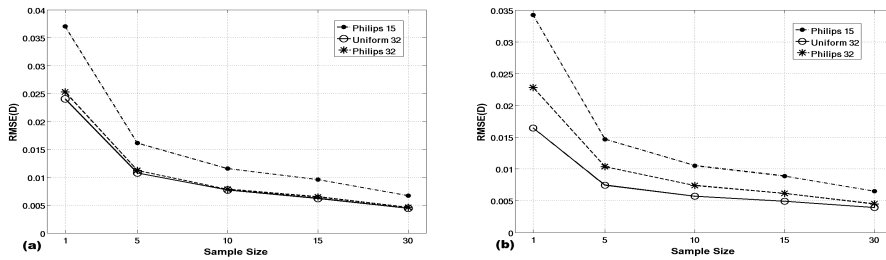 0.04
0.035
0.03
0.025
0.02
0.015
0.01
0.005
0
RMSE(D)
1
5
10
15
30
Sample Size
(a)
Philips 15
Uniform 32
Philips 32
0.035
0.03
0.025
0.02
0.015
0.01
0.005
0
RMSE(D)
1
5
10
15
30
Sample Size
(b)
Philips 15
Uniform 32
Philips 32